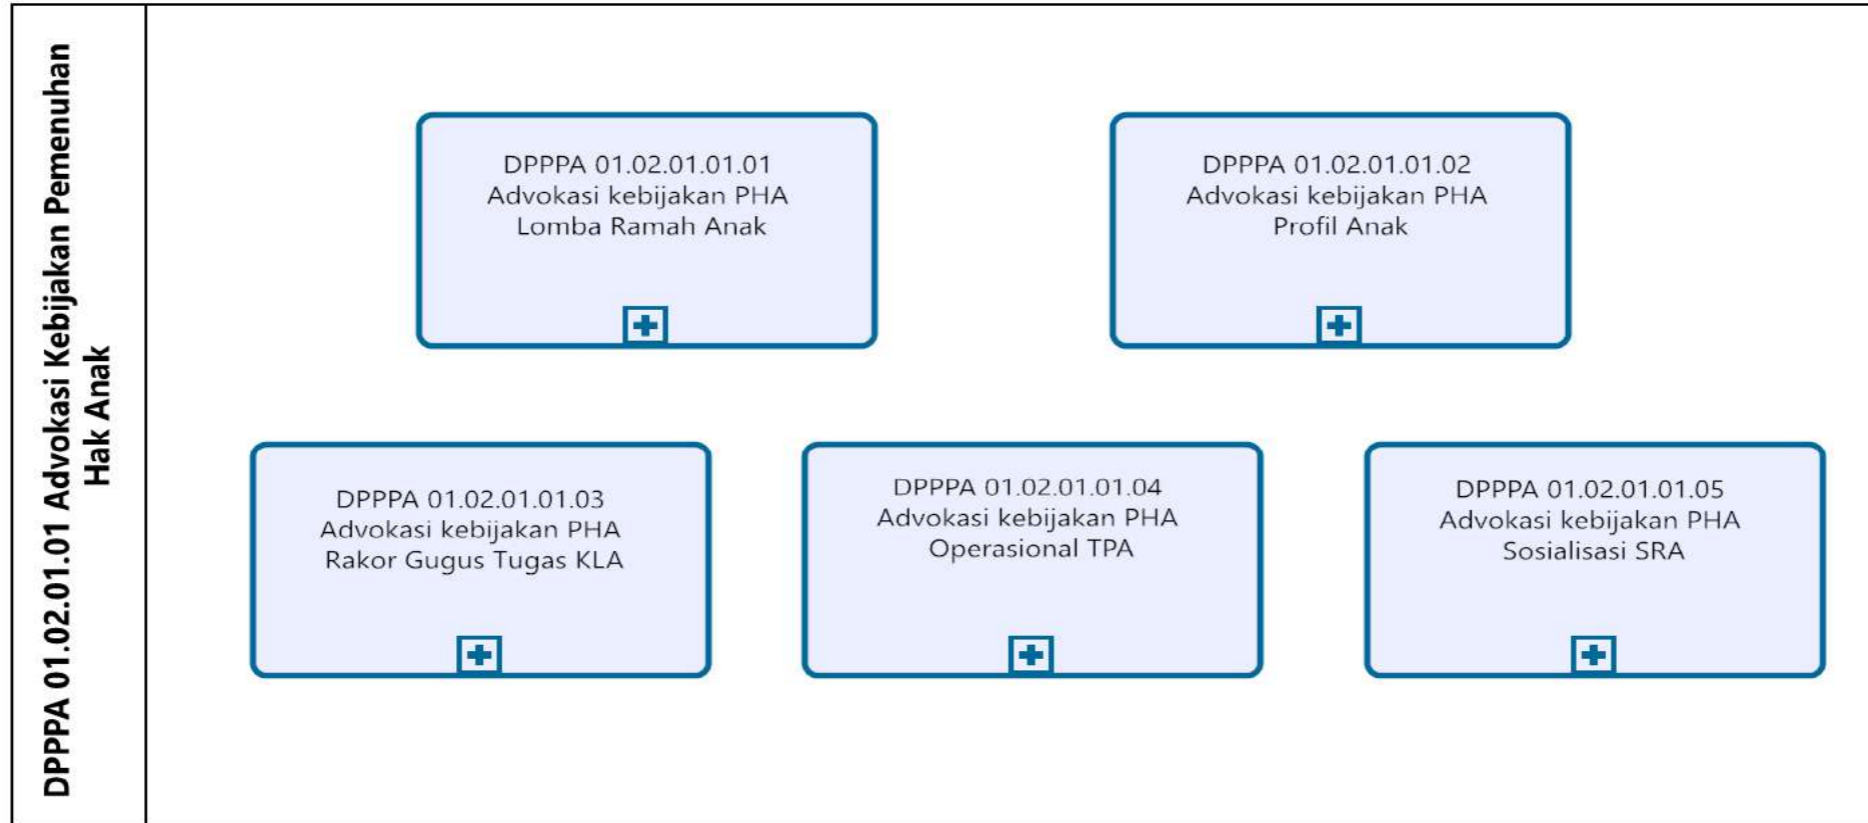 DPPPA 01.02.01.01 Advokasi Kebijakan Pemenuhan
Hak Anak
DPPPA 01.02.01.01.01
Advokasi kebijakan PHA
Lomba Ramah Anak
DPPPA 01.02.01.01.02
Advokasi kebijakan PHA
Profil Anak
DPPPA 01.02.01.01.03
Advokasi kebijakan PHA
Rakor Gugus Tugas KLA
DPPPA 01.02.01.01.04
Advokasi kebijakan PHA
Operasional TPA
DPPPA 01.02.01.01.05
Advokasi kebijakan PHA
Sosialisasi SRA